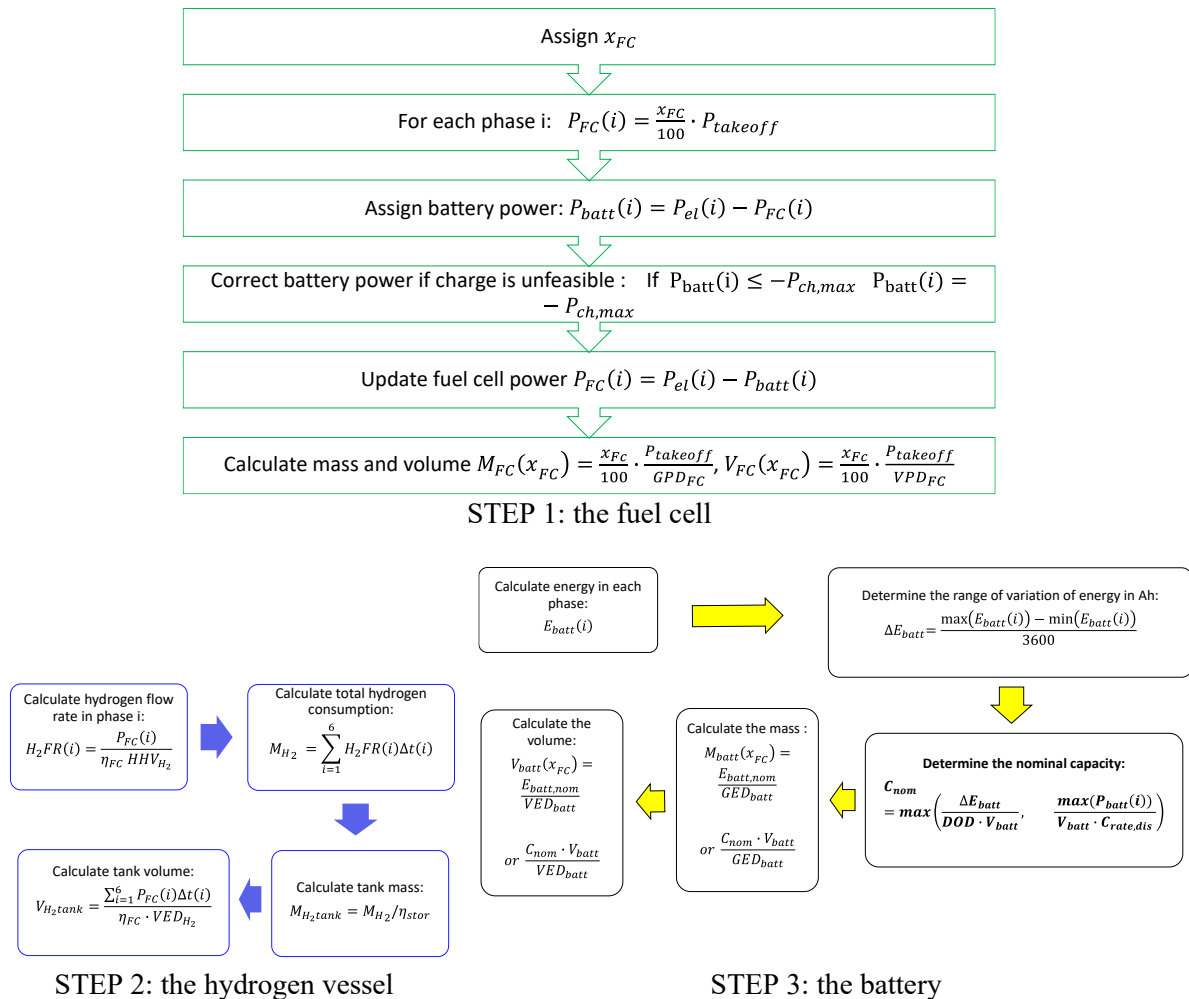 Assign x_FC
For each phase i: P_FC(i) = x_FC/100 · P_takeoff
Assign battery power: P_batt(i) = P_el(i) − P_FC(i)
Correct battery power if charge is unfeasible : If P_batt(i) ≤ −P_ch,max P_batt(i) =
− P_ch,max
Update fuel cell power P_FC(i) = P_el(i) − P_batt(i)
Calculate mass and volume M_FC(x_FC) = x_Fc/100 · P_takeoff/GPD_FC, V_FC(x_FC) = x_Fc/100 · P_takeoff/VPD_FC
STEP 1: the fuel cell
Calculate hydrogen flow
rate in phase i:
H_2FR(i) = P_FC(i)/(η_FC HHV_H2)
Calculate total hydrogen
consumption:
M_H2 = ∑_{i=1}^{6} H_2FR(i)Δt(i)
Calculate tank mass:
M_H2tank = M_H2/η_stor
Calculate tank volume:
V_H2tank = ∑_{i=1}^{6} P_FC(i)Δt(i)/(η_FC · VED_H2)
STEP 2: the hydrogen vessel
Calculate energy in each
phase:
E_batt(i)
Determine the range of variation of energy in Ah:
ΔE_batt= (max(E_batt(i)) − min(E_batt(i)))/3600
Determine the nominal capacity:
C_nom
= max(ΔE_batt/(DOD · V_batt), max(P_batt(i))/(V_batt · C_rate,dis))
Calculate the mass :
M_batt(x_FC) =
E_batt,nom/GED_batt
or C_nom · V_batt/GED_batt
Calculate the
volume:
V_batt(x_FC) =
E_batt,nom/VED_batt
or C_nom · V_batt/VED_batt
STEP 3: the battery